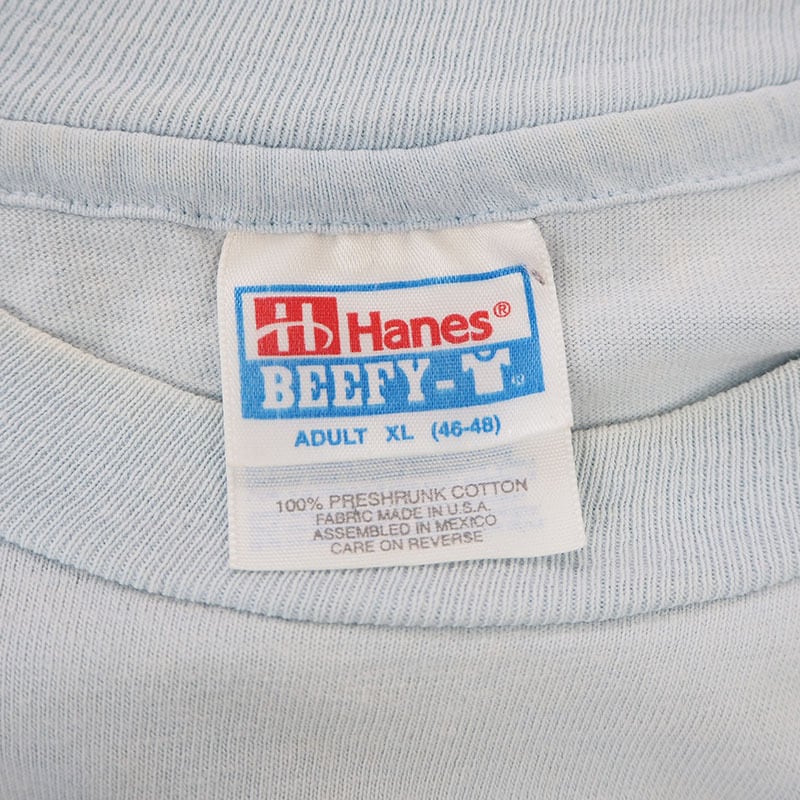 Hanes®
BEEFY-T
ADULT XL (46-48)
100% PRESHRUNK COTTON
FABRIC MADE IN U.S.A.
ASSEMBLED IN MEXICO
CARE ON REVERSE